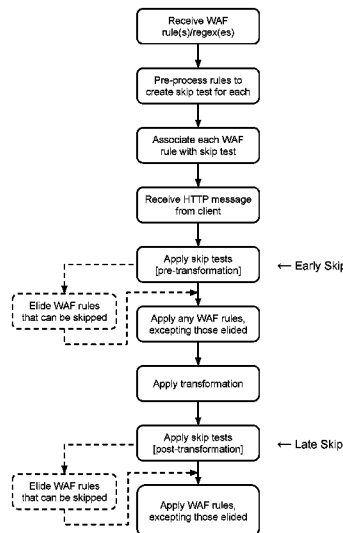 Receive WAF
rule(s)/regex(es)
Pre-process rules to
create skip test for each
Associate each WAF
rule with skip test
Receive HTTP message
from client
Apply skip tests
[pre-transformation]
← Early Skip
Elide WAF rules
that can be skipped
Apply any WAF rules,
excepting those elided
Apply transformation
Apply skip tests
[post-transformation]
← Late Skip
Elide WAF rules
that can be skipped
Apply WAF rules,
excepting those elided